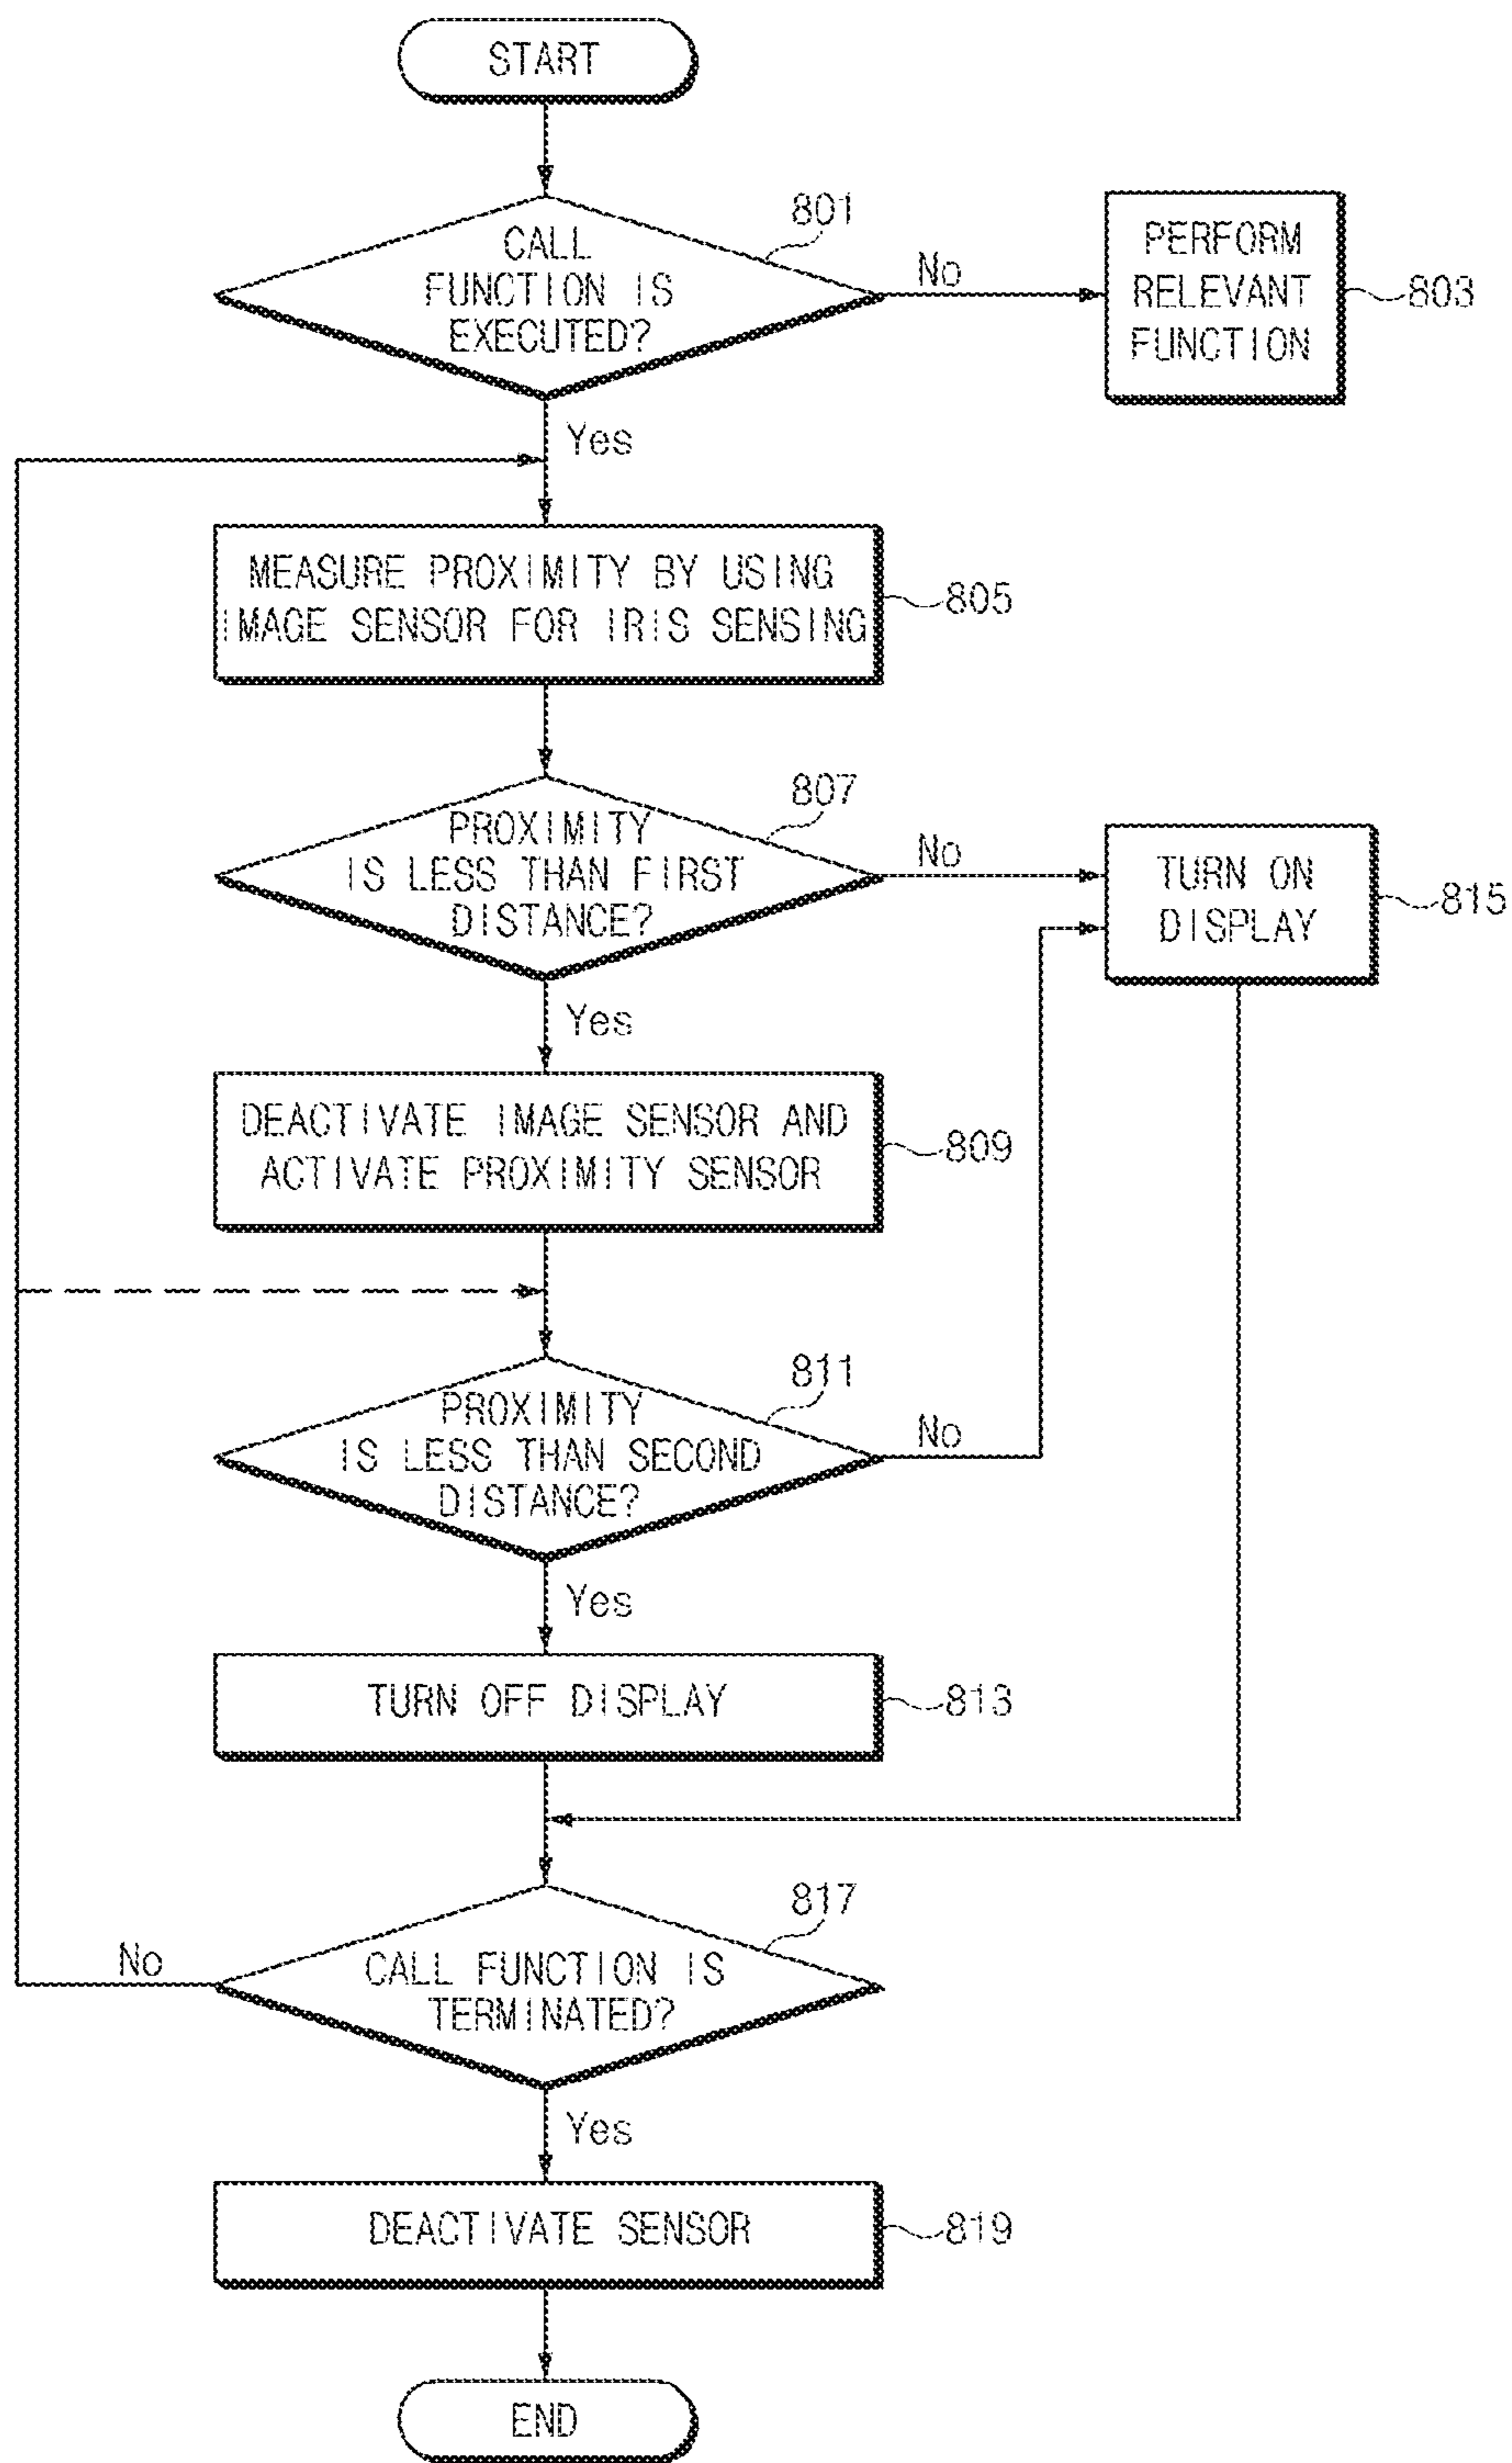 START
801
CALL
FUNCTION IS
EXECUTED?
No
PERFORM
RELEVANT
FUNCTION
803
Yes
MEASURE PROXIMITY BY USING
IMAGE SENSOR FOR IRIS SENSING
805
807
PROXIMITY
IS LESS THAN FIRST
DISTANCE?
No
TURN ON
DISPLAY
815
Yes
DEACTIVATE IMAGE SENSOR AND
ACTIVATE PROXIMITY SENSOR
809
811
PROXIMITY
IS LESS THAN SECOND
DISTANCE?
No
Yes
TURN OFF DISPLAY
813
817
No
CALL FUNCTION IS
TERMINATED?
Yes
DEACTIVATE SENSOR
819
END